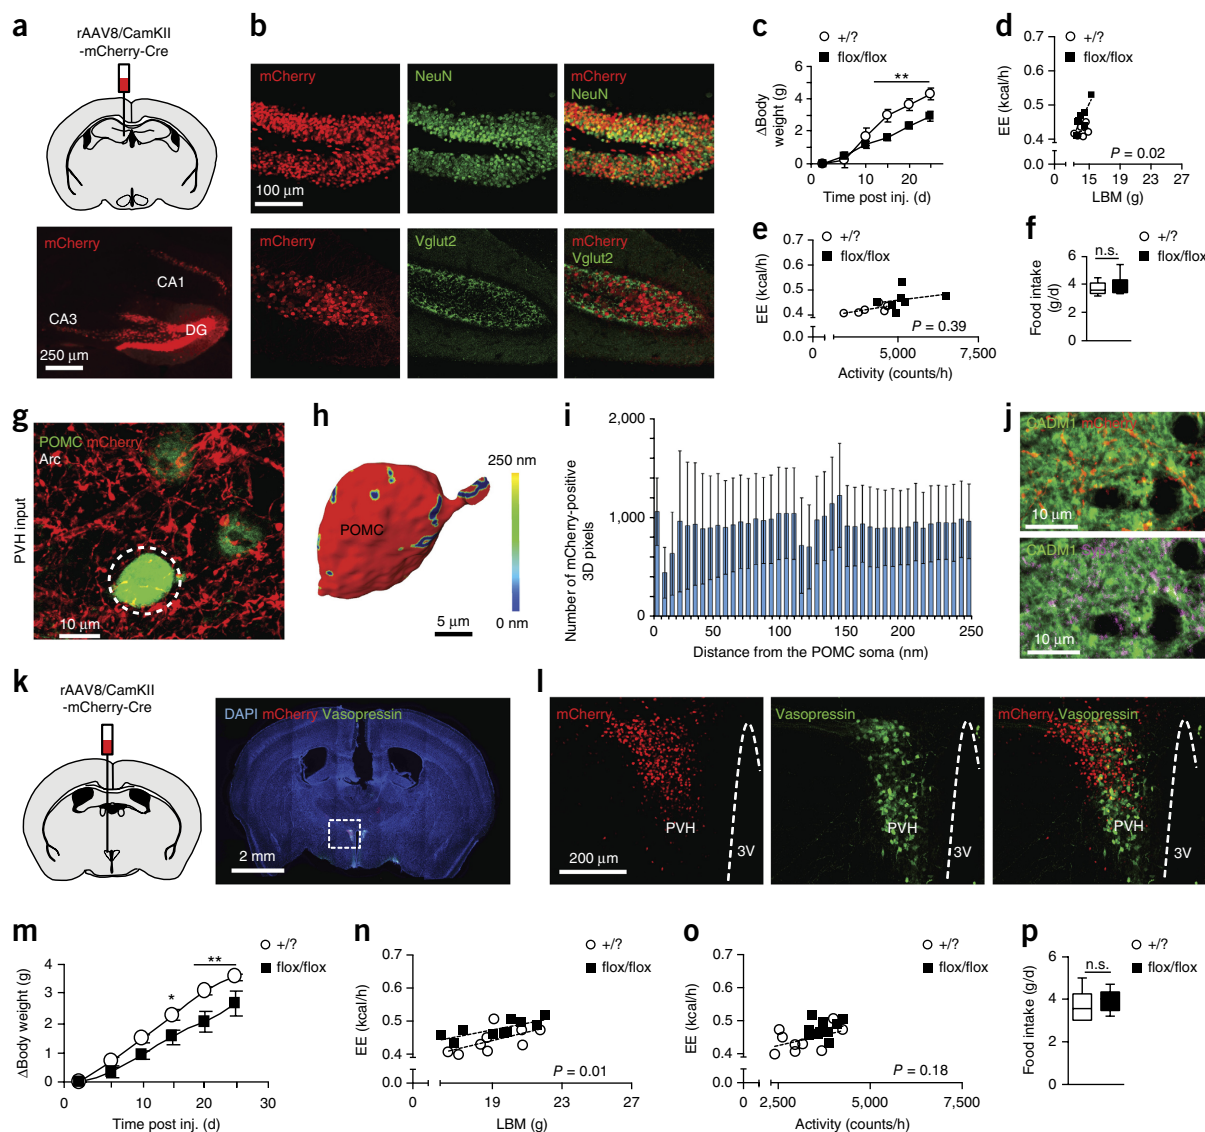 a
rAAV8/CamKII
-mCherry-Cre
mCherry
CA1
CA3
DG
250 µm
b
mCherry
NeuN
mCherry
NeuN
100 µm
mCherry
Vglut2
mCherry
Vglut2
c
+/?
flox/flox
**
ΔBody
weight (g)
6
4
2
0
0
10
20
Time post inj. (d)
d
+/?
flox/flox
EE (kcal/h)
0.7
0.6
0.5
0.4
0.0
P = 0.02
0
15
19
23
27
LBM (g)
e
+/?
flox/flox
EE (kcal/h)
0.7
0.6
0.5
0.4
0.0
P = 0.39
0
5,000
7,500
Activity (counts/h)
f
+/?
flox/flox
n.s.
Food intake
(g/d)
6
4
2
0
g
POMC mCherry
Arc
PVH input
10 µm
h
POMC
250 nm
0 nm
5 µm
i
Number of mCherry-positive
3D pixels
2,000
1,000
0
0
50
100
150
200
250
Distance from the POMC soma (nm)
j
CADM1 mCherry
10 µm
CADM1
10 µm
k
rAAV8/CamKII
-mCherry-Cre
DAPI mCherry Vasopressin
2 mm
l
mCherry
PVH
3V
200 µm
Vasopressin
PVH
3V
mCherry Vasopressin
PVH
3V
m
+/?
flox/flox
**
*
ΔBody weight (g)
4
3
2
1
0
0
10
20
30
Time post inj. (d)
n
+/?
flox/flox
EE (kcal/h)
0.7
0.6
0.5
0.4
0.0
P = 0.01
0
19
23
27
LBM (g)
o
+/?
flox/flox
EE (kcal/h)
0.7
0.6
0.5
0.4
0.0
P = 0.18
0
2,500
5,000
7,500
Activity (counts/h)
p
+/?
flox/flox
n.s.
Food intake (g/d)
6
4
2
0